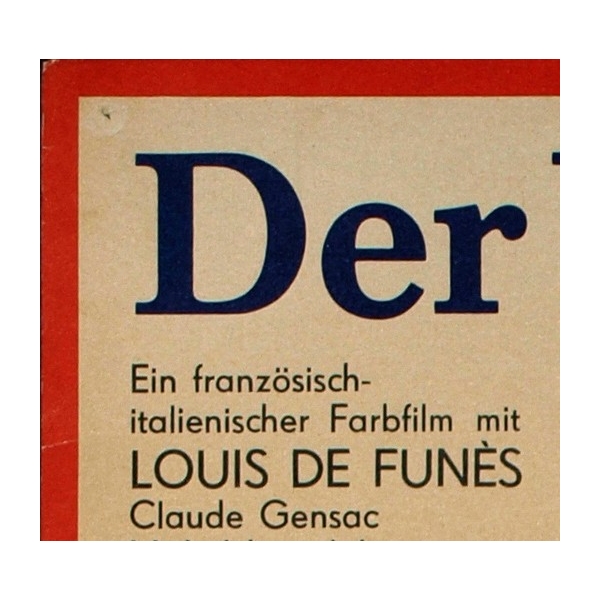 Der
Ein französisch-
italienischer Farbfilm mit
LOUIS DE FUNÈS
Claude Gensac